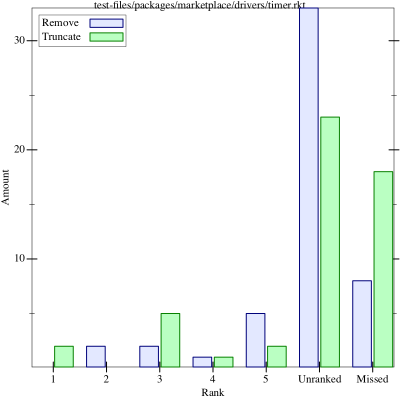 test-files/packages/marketplace/drivers/timer.rkt
Remove
Truncate
30
20
10
Amount
1 2 3 4 5 Unranked Missed
Rank